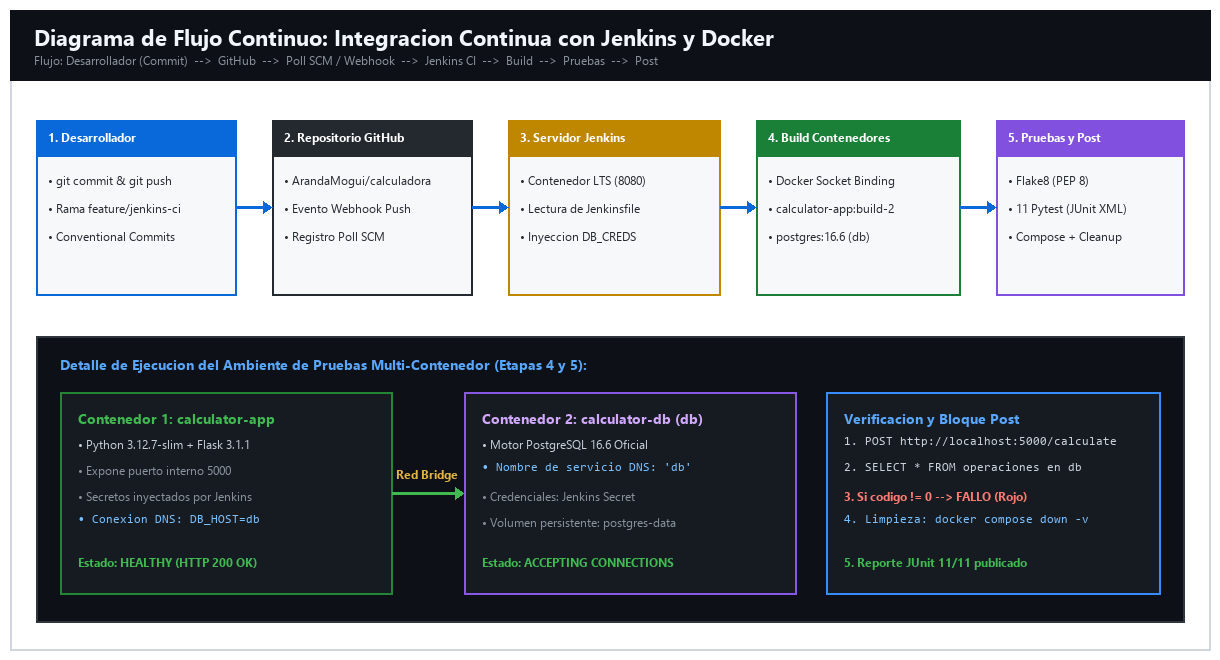 Diagrama de Flujo Continuo: Integracion Continua con Jenkins y Docker
Flujo: Desarrollador (Commit) --> GitHub --> Poll SCM / Webhook --> Jenkins CI --> Build --> Pruebas --> Post
1. Desarrollador
• git commit & git push
• Rama feature/jenkins-ci
• Conventional Commits
2. Repositorio GitHub
• ArandaMogui/calculadora
• Evento Webhook Push
• Registro Poll SCM
3. Servidor Jenkins
• Contenedor LTS (8080)
• Lectura de Jenkinsfile
• Inyeccion DB_CREDS
4. Build Contenedores
• Docker Socket Binding
• calculator-app:build-2
• postgres:16.6 (db)
5. Pruebas y Post
• Flake8 (PEP 8)
• 11 Pytest (JUnit XML)
• Compose + Cleanup
Detalle de Ejecucion del Ambiente de Pruebas Multi-Contenedor (Etapas 4 y 5):
Contenedor 1: calculator-app
• Python 3.12.7-slim + Flask 3.1.1
• Expone puerto interno 5000
• Secretos inyectados por Jenkins
• Conexion DNS: DB_HOST=db
Estado: HEALTHY (HTTP 200 OK)
Red Bridge
Contenedor 2: calculator-db (db)
• Motor PostgreSQL 16.6 Oficial
• Nombre de servicio DNS: 'db'
• Credenciales: Jenkins Secret
• Volumen persistente: postgres-data
Estado: ACCEPTING CONNECTIONS
Verificacion y Bloque Post
1. POST http://localhost:5000/calculate
2. SELECT * FROM operaciones en db
3. Si codigo != 0 --> FALLO (Rojo)
4. Limpieza: docker compose down -v
5. Reporte JUnit 11/11 publicado